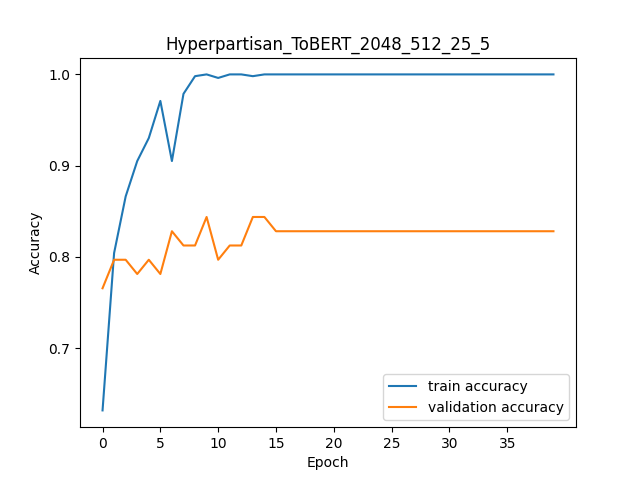 Hyperpartisan_ToBERT_2048_512_25_5
1.0
0.9
0.8
0.7
Accuracy
0 5 10 15 20 25 30 35
Epoch
train accuracy
validation accuracy